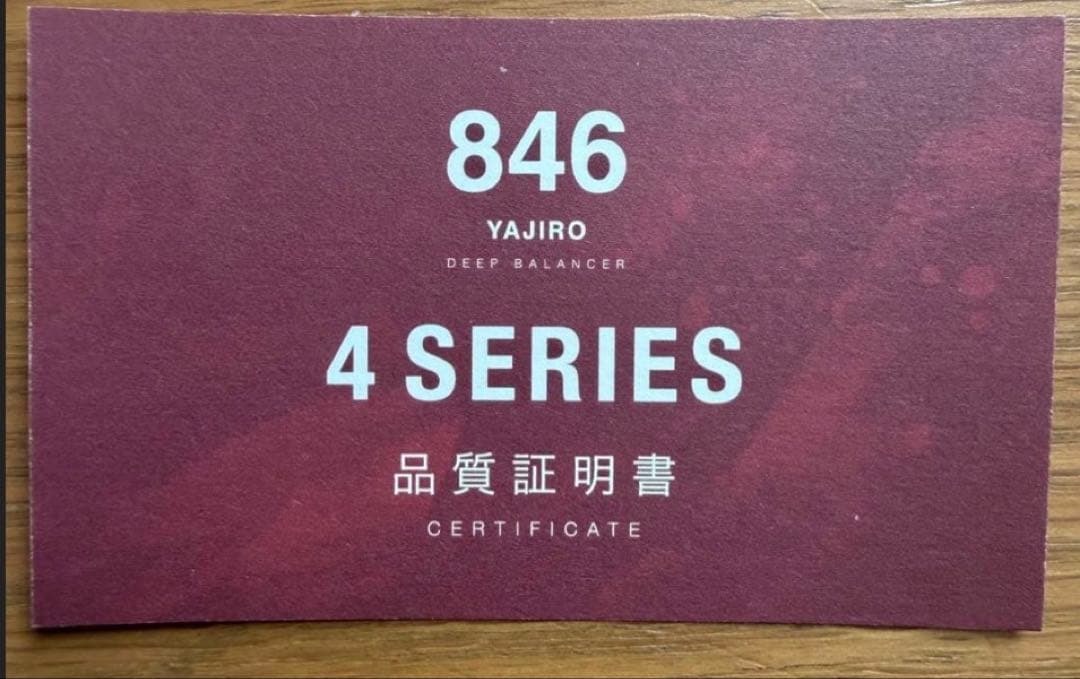 846
YAJIRO
DEEP BALANCER
4 SERIES
品質証明書
CERTIFICATE